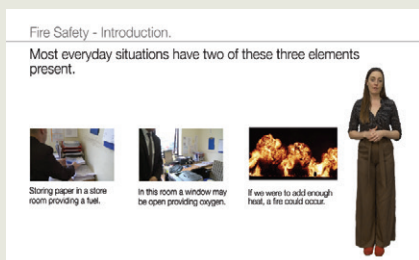 Fire Safety - Introduction.
Most everyday situations have two of these three elements
present.
Storing paper in a store
room providing a fuel.
In this room a window may
be open providing oxygen.
If we were to add enough
heat, a fire could occur.